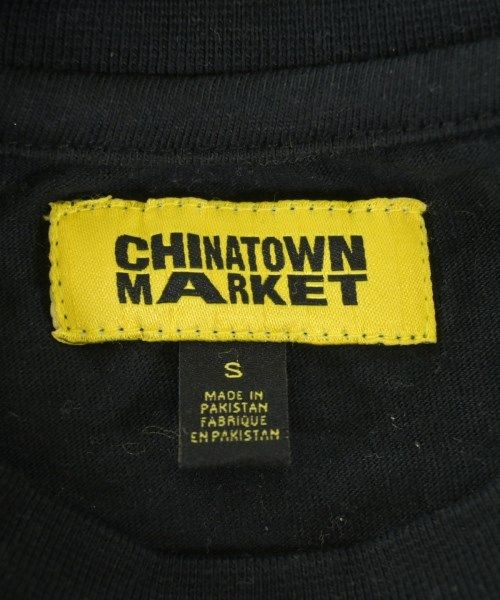 CHINATOWN
MARKET
S
MADE IN
PAKISTAN
FABRIQUE
EN PAKISTAN